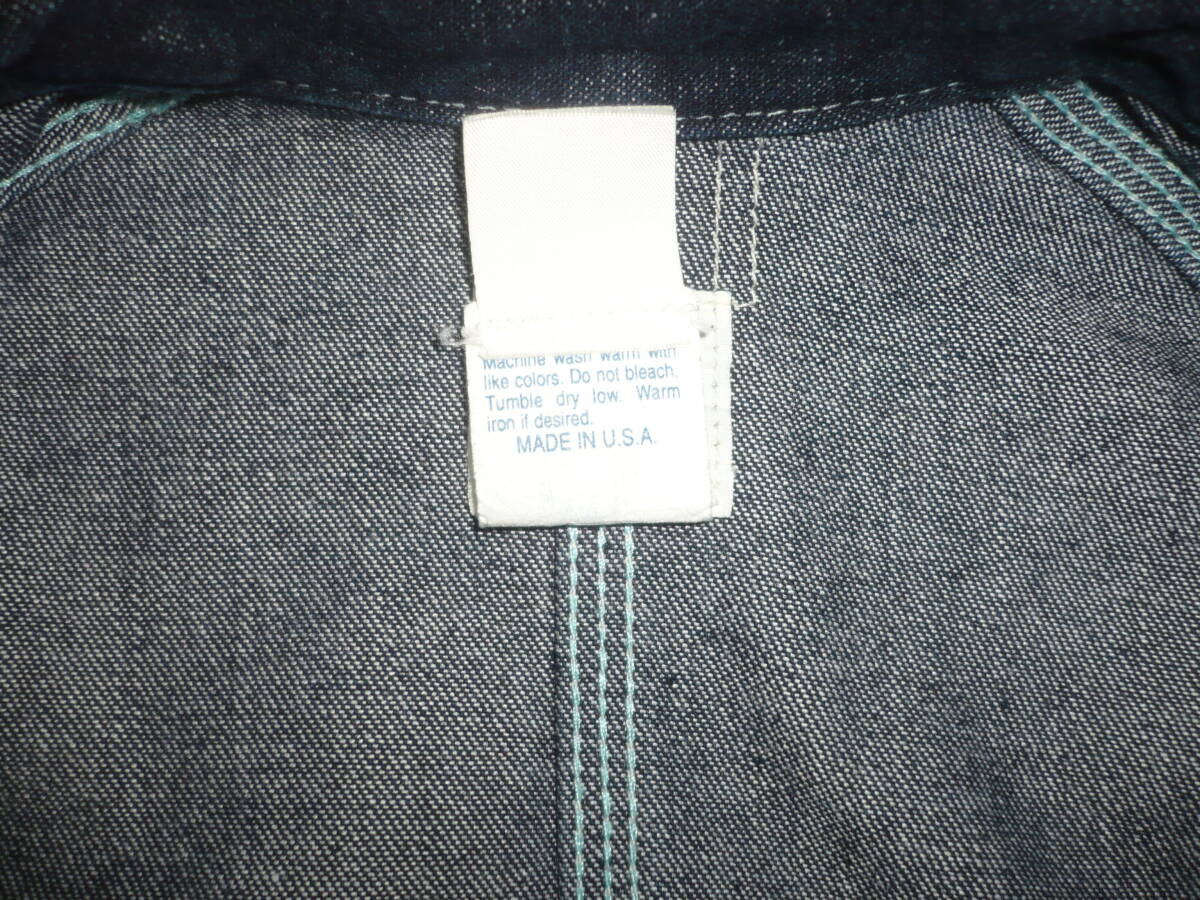 Machine wash warm with
like colors. Do not bleach.
Tumble dry low. Warm
iron if desired.
MADE IN U.S.A.